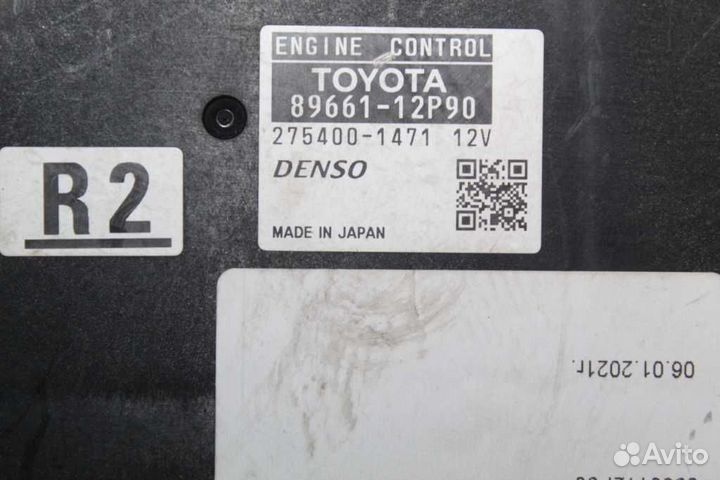 ENGINE CONTROL
TOYOTA
89661-12P90
275400-1471 12V
DENSO
MADE IN JAPAN
R2
06.01.2021г.
Avito